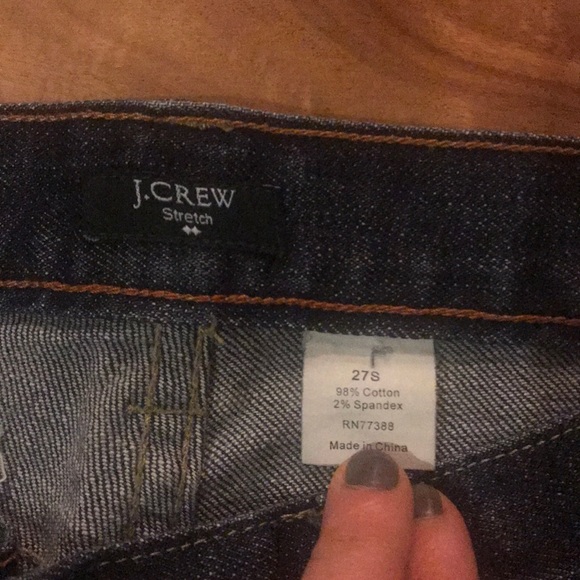 J.CREW
Stretch
27S
98% Cotton
2% Spandex
RN77388
Made in China